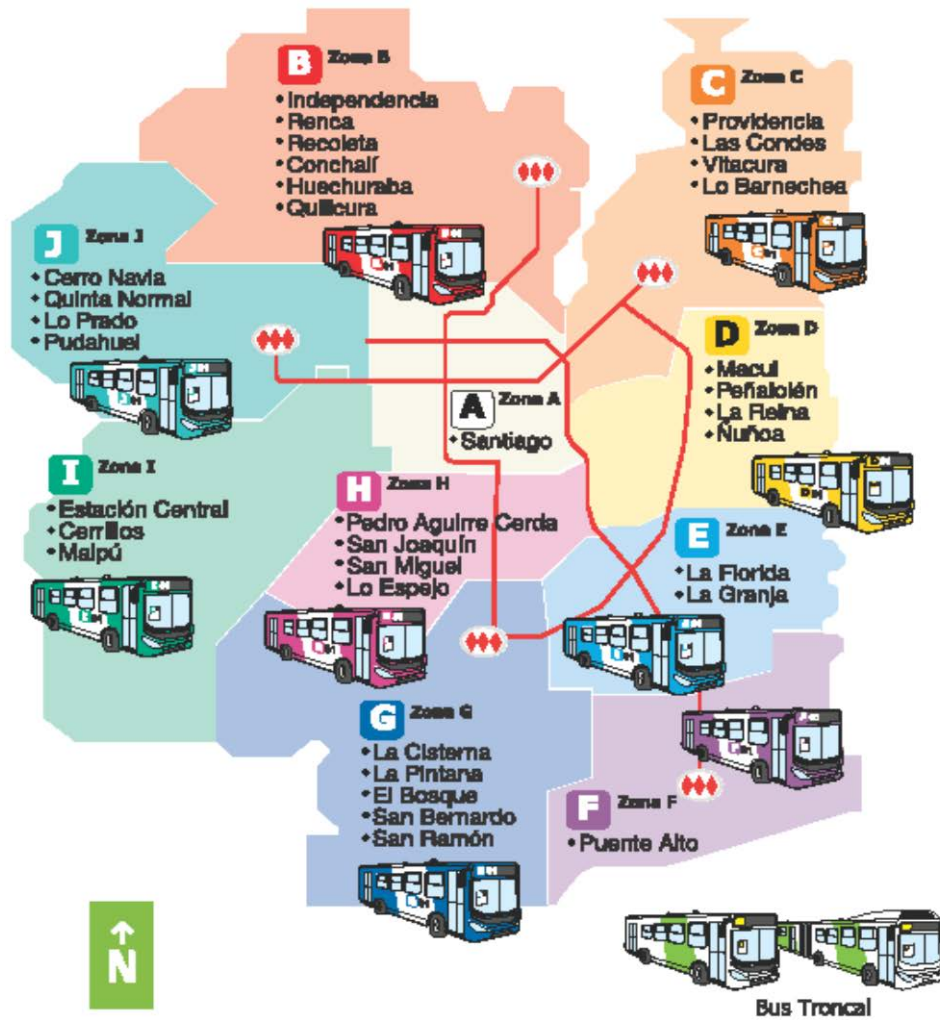 B Zona B
• Independencia
• Renca
• Recoleta
• Conchalí
• Huechuraba
• Quilicura
C Zona C
• Providencia
• Las Condes
• Vitacura
• Lo Barnechea
J Zona J
• Cerro Navia
• Quinta Normal
• Lo Prado
• Pudahuel
D Zona D
• Macul
• Peñalolén
• La Reina
• Ñuñoa
A Zona A
• Santiago
I Zona I
• Estación Central
• Cerrillos
• Maipú
H Zona H
• Pedro Aguirre Cerda
• San Joaquín
• San Miguel
• Lo Espejo
E Zona E
• La Florida
• La Granja
G Zona G
• La Cisterna
• La Pintana
• El Bosque
• San Bernardo
• San Ramón
F Zona F
• Puente Alto
N
Bus Troncal